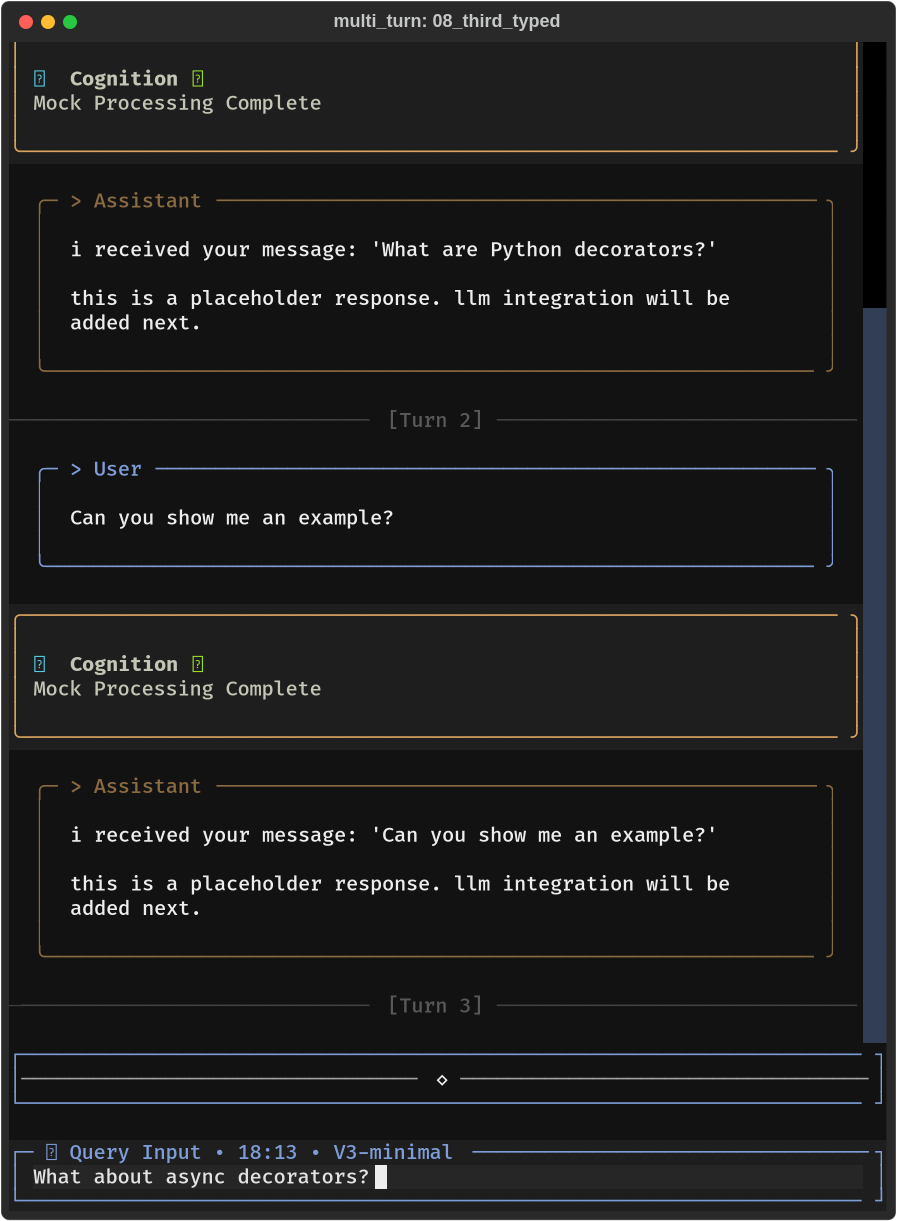 multi_turn: 08_third_typed
Cognition
Mock Processing Complete
> Assistant
i received your message: 'What are Python decorators?'
this is a placeholder response. llm integration will be
added next.
[Turn 2]
> User
Can you show me an example?
Cognition
Mock Processing Complete
> Assistant
i received your message: 'Can you show me an example?'
this is a placeholder response. llm integration will be
added next.
[Turn 3]
Query Input • 18:13 • V3-minimal
What about async decorators?